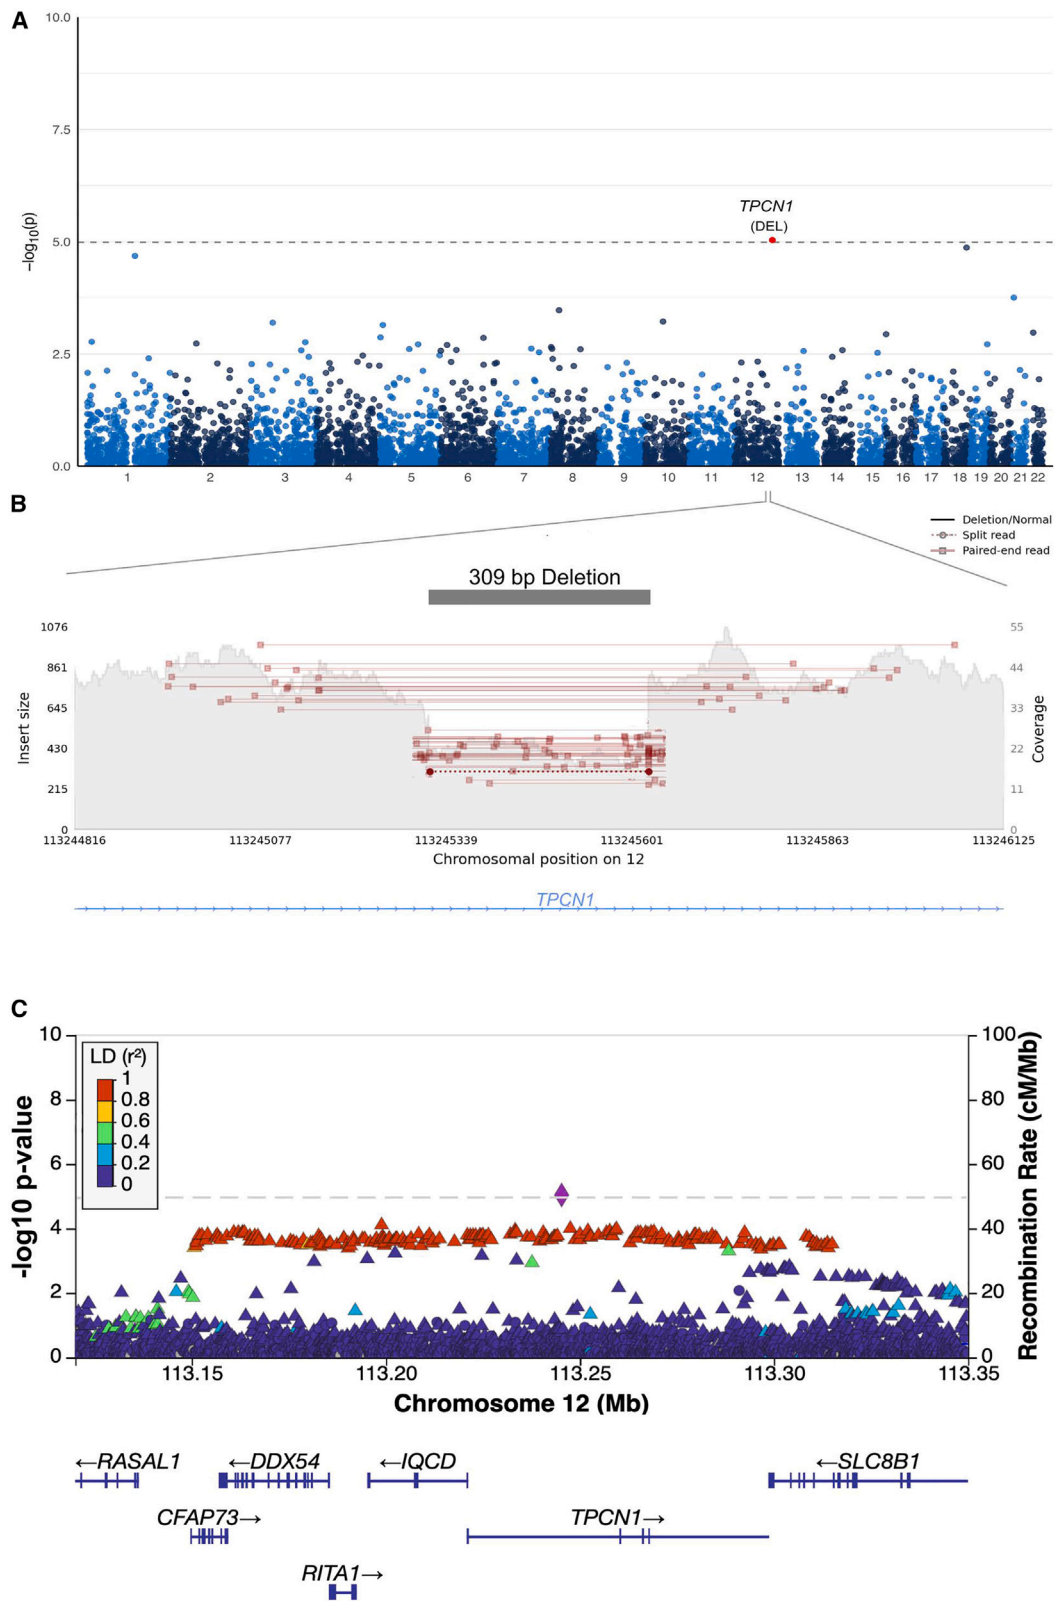 A
10.0
7.5
5.0
2.5
0.0
−log10(p)
TPCN1
(DEL)
1 2 3 4 5 6 7 8 9 10 11 12 13 14 15 16 17 18 19 20 21 22
B
Deletion/Normal
Split read
Paired-end read
309 bp Deletion
1076
861
645
430
215
0
Insert size
55
44
33
22
11
0
Coverage
113244816 113245077 113245339 113245601 113245863 113246125
Chromosomal position on 12
TPCN1
C
LD (r²)
1
0.8
0.6
0.4
0.2
0
10
8
6
4
2
0
-log10 p-value
100
80
60
40
20
0
Recombination Rate (cM/Mb)
113.15 113.20 113.25 113.30 113.35
Chromosome 12 (Mb)
←RASAL1 ←DDX54 ←IQCD ←SLC8B1
CFAP73→ TPCN1→
RITA1→